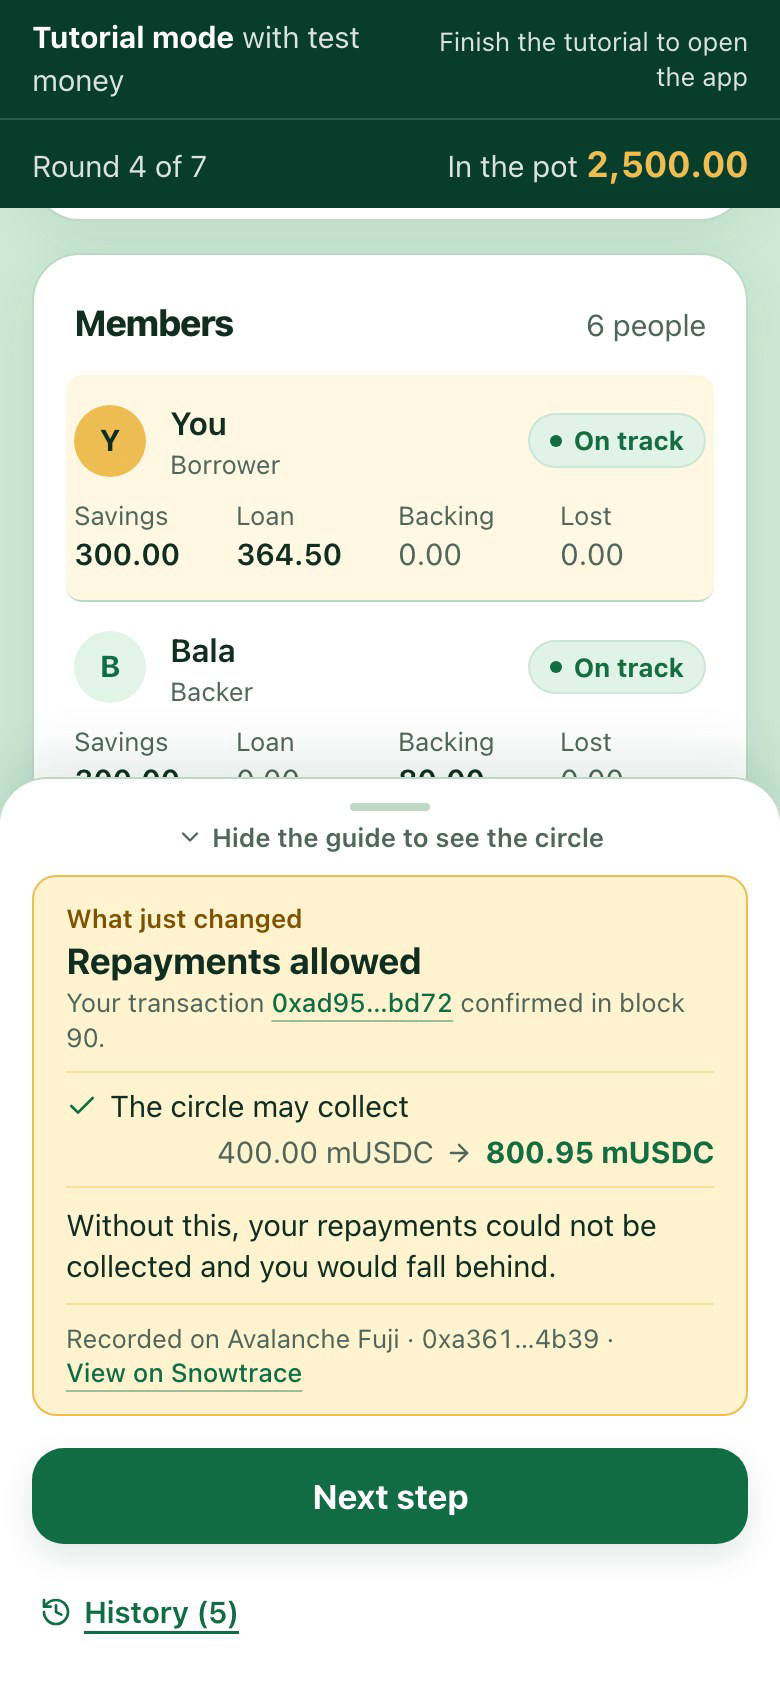 Tutorial mode with test
money
Finish the tutorial to open
the app
Round 4 of 7
In the pot 2,500.00
Members
6 people
Y
You
Borrower
On track
Savings
Loan
Backing
Lost
300.00
364.50
0.00
0.00
B
Bala
Backer
On track
Savings
Loan
Backing
Lost
Hide the guide to see the circle
What just changed
Repayments allowed
Your transaction 0xad95...bd72 confirmed in block
90.
The circle may collect
400.00 mUSDC → 800.95 mUSDC
Without this, your repayments could not be
collected and you would fall behind.
Recorded on Avalanche Fuji · 0xa361...4b39 ·
View on Snowtrace
Next step
History (5)